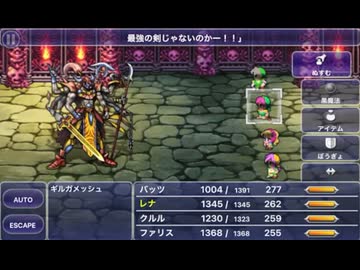 最強の剣じゃないのかー！！」
ぬすむ
黒魔法
アイテム
ぼうぎょ
AUTO
ESCAPE
ギルガメッシュ
バッツ 1004 / 1391 277
レナ 1345 / 1345 262
クルル 1230 / 1323 259
ファリス 1368 / 1368 255